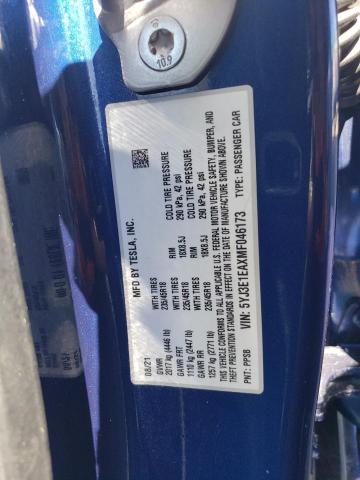 10.9
MFD BY TESLA, INC.
08/21
GVWR
2017 kg (4446 lb)
GAWR FRT WITH TIRES RIM COLD TIRE PRESSURE
1110 kg (2447 lb) 235/45R18 18X8.5J 290 kPa, 42 psi
GAWR RR WITH TIRES RIM COLD TIRE PRESSURE
1257 kg (2771 lb) 235/45R18 18X8.5J 290 kPa, 42 psi
THIS VEHICLE CONFORMS TO ALL APPLICABLE U.S. FEDERAL MOTOR VEHICLE SAFETY, BUMPER, AND
THEFT PREVENTION STANDARDS IN EFFECT ON THE DATE OF MANUFACTURE SHOWN ABOVE.
VIN: 5YJ3E1EAXMF046173 TYPE: PASSENGER CAR
PNT: PPSB